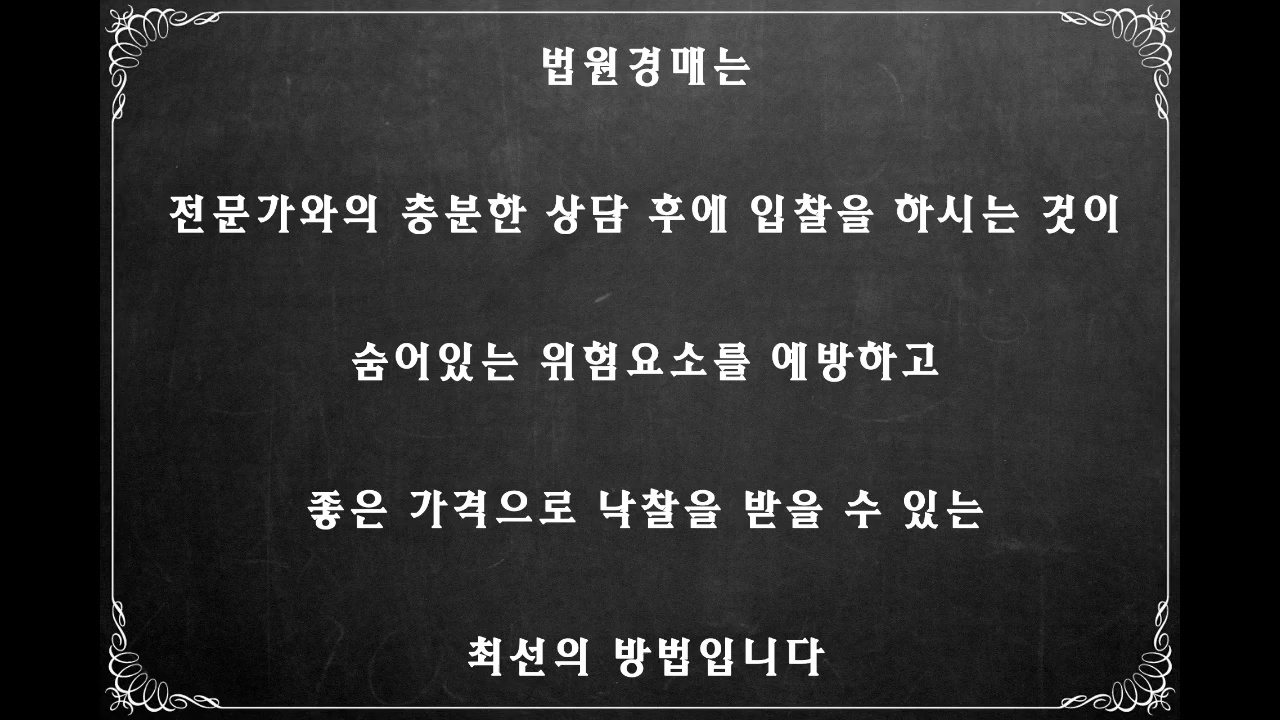 법원경매는
전문가와의 충분한 상담 후에 입찰을 하시는 것이
숨어있는 위험요소를 예방하고
좋은 가격으로 낙찰을 받을 수 있는
최선의 방법입니다